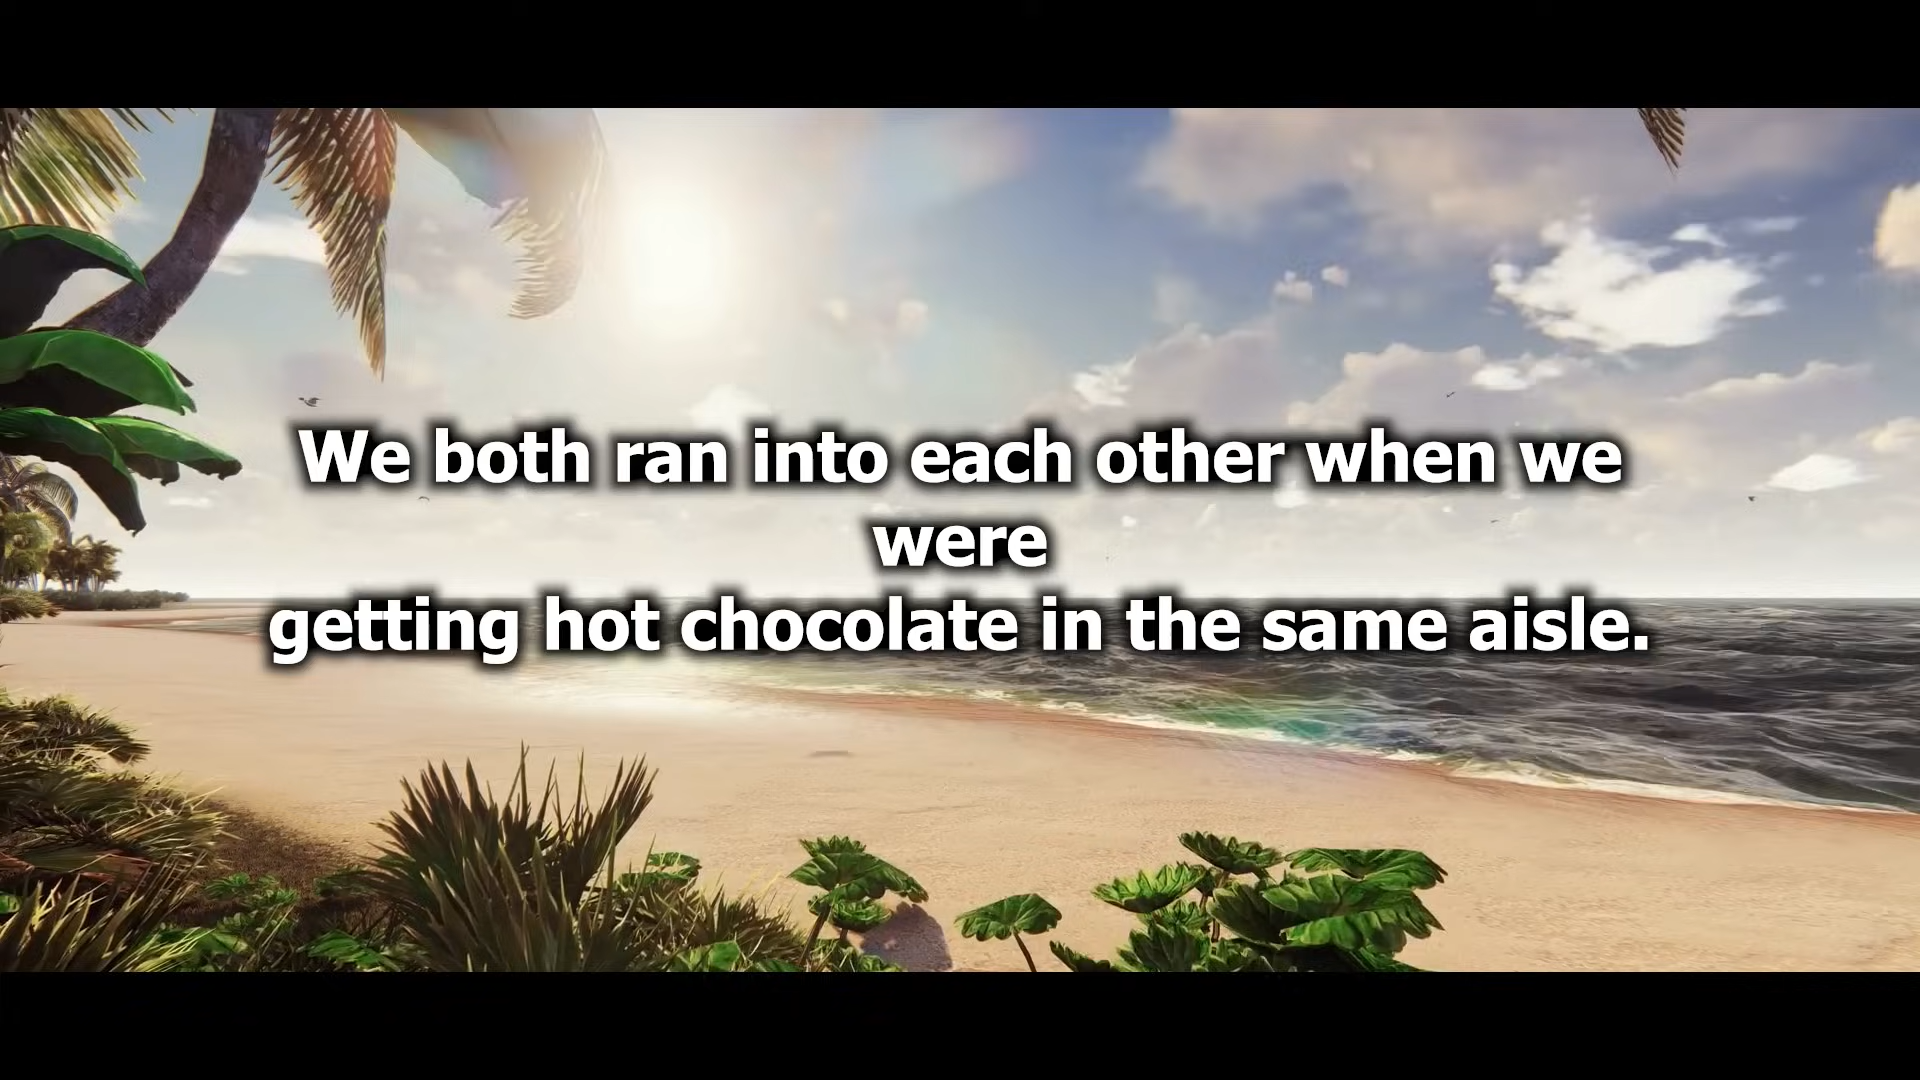 We both ran into each other when we
were
getting hot chocolate in the same aisle.